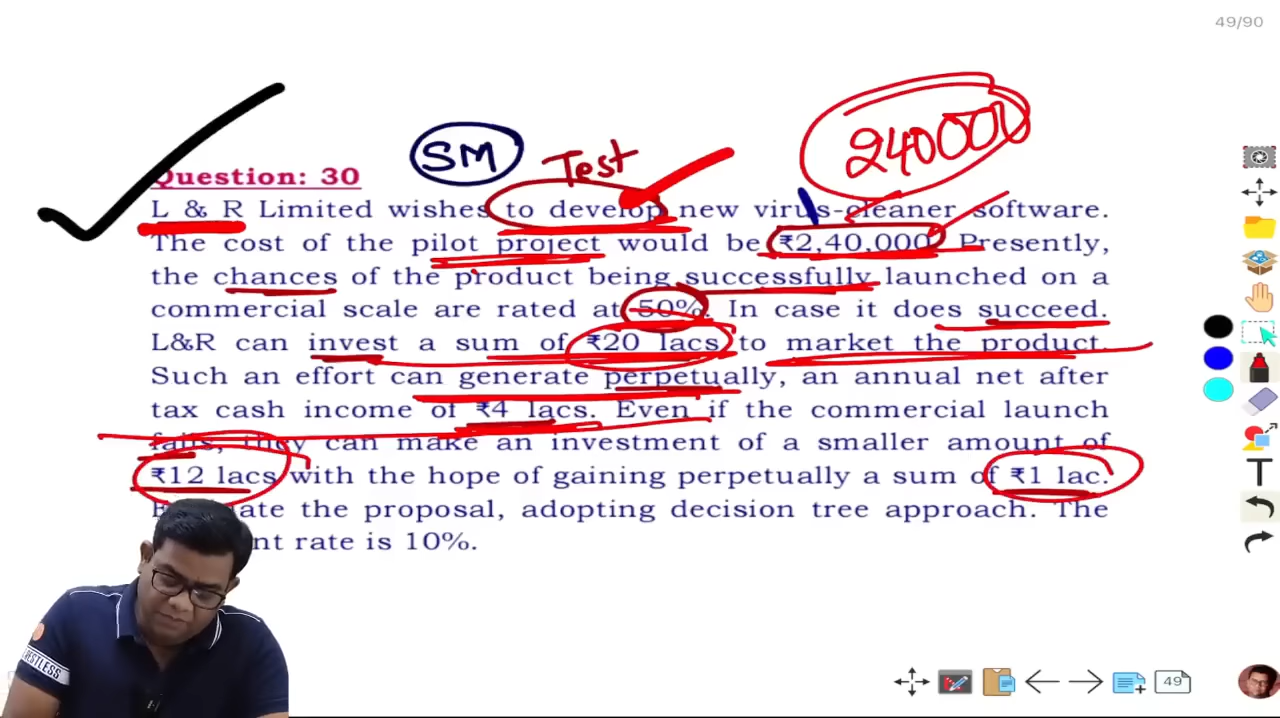 49/90
SM
Test
240000
Question: 30
L & R Limited wishes to develop new virus-cleaner software.
The cost of the pilot project would be ₹2,40,000. Presently,
the chances of the product being successfully launched on a
commercial scale are rated at 50%. In case it does succeed.
L&R can invest a sum of ₹20 lacs to market the product.
Such an effort can generate perpetually, an annual net after
tax cash income of ₹4 lacs. Even if the commercial launch
fails, they can make an investment of a smaller amount of
₹12 lacs with the hope of gaining perpetually a sum of ₹1 lac.
the proposal, adopting decision tree approach. The
rate is 10%.
RESTLESS
T
49